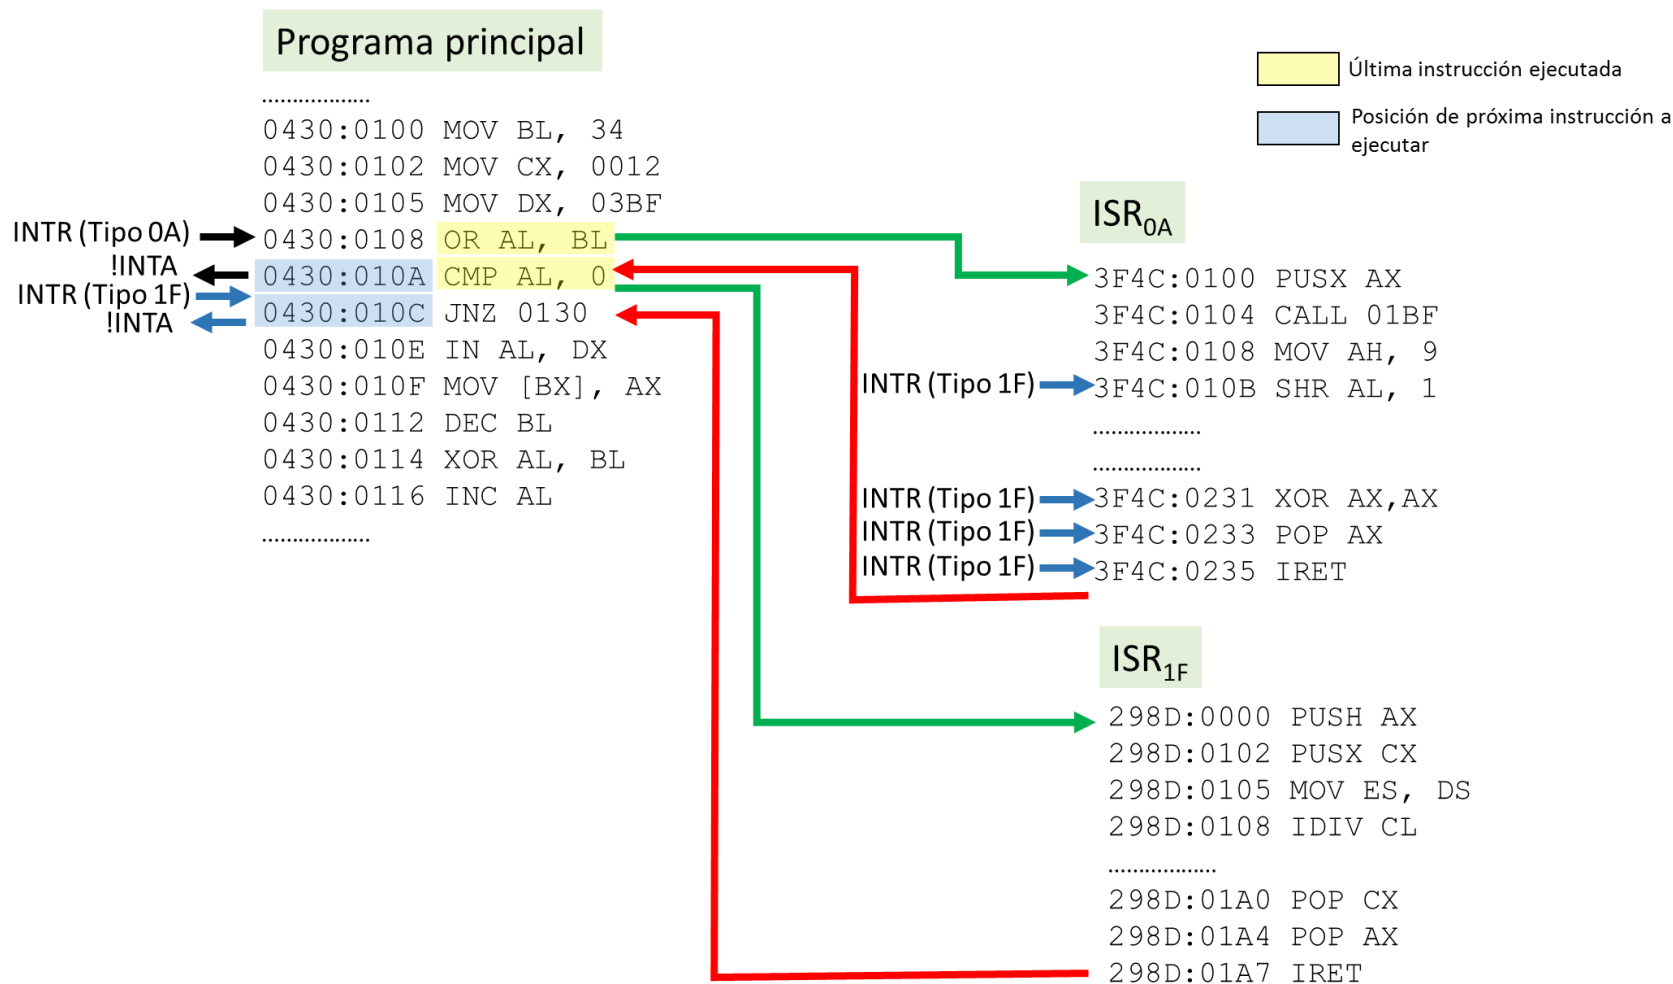 Programa principal
..................
0430:0100 MOV BL, 34
0430:0102 MOV CX, 0012
0430:0105 MOV DX, 03BF
INTR (Tipo 0A)
0430:0108 OR AL, BL
!INTA
0430:010A CMP AL, 0
INTR (Tipo 1F)
0430:010C JNZ 0130
!INTA
0430:010E IN AL, DX
0430:010F MOV [BX], AX
0430:0112 DEC BL
0430:0114 XOR AL, BL
0430:0116 INC AL
..................
Última instrucción ejecutada
Posición de próxima instrucción a
ejecutar
ISR0A
3F4C:0100 PUSX AX
3F4C:0104 CALL 01BF
3F4C:0108 MOV AH, 9
INTR (Tipo 1F)
3F4C:010B SHR AL, 1
..................
..................
INTR (Tipo 1F)
3F4C:0231 XOR AX,AX
INTR (Tipo 1F)
3F4C:0233 POP AX
INTR (Tipo 1F)
3F4C:0235 IRET
ISR1F
298D:0000 PUSH AX
298D:0102 PUSX CX
298D:0105 MOV ES, DS
298D:0108 IDIV CL
..................
298D:01A0 POP CX
298D:01A4 POP AX
298D:01A7 IRET